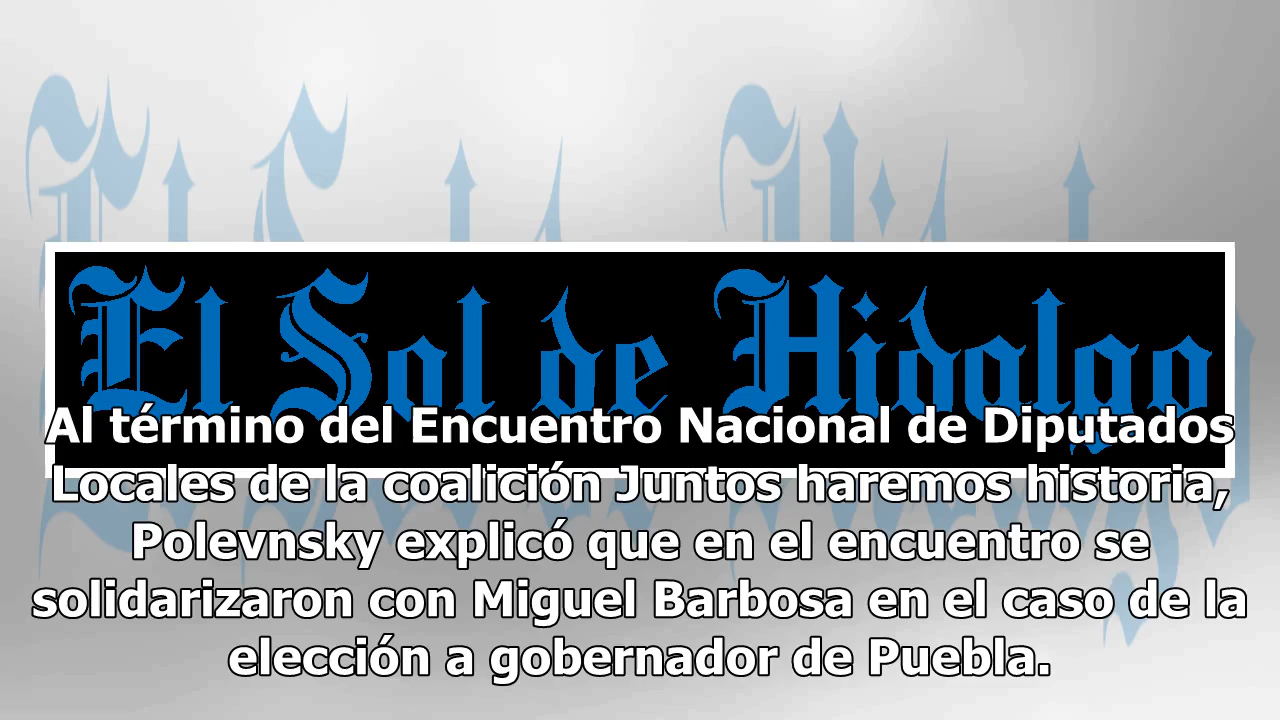 El Sol de Hidalgo
Al término del Encuentro Nacional de Diputados
Locales de la coalición Juntos haremos historia,
Polevnsky explicó que en el encuentro se
solidarizaron con Miguel Barbosa en el caso de la
elección a gobernador de Puebla.